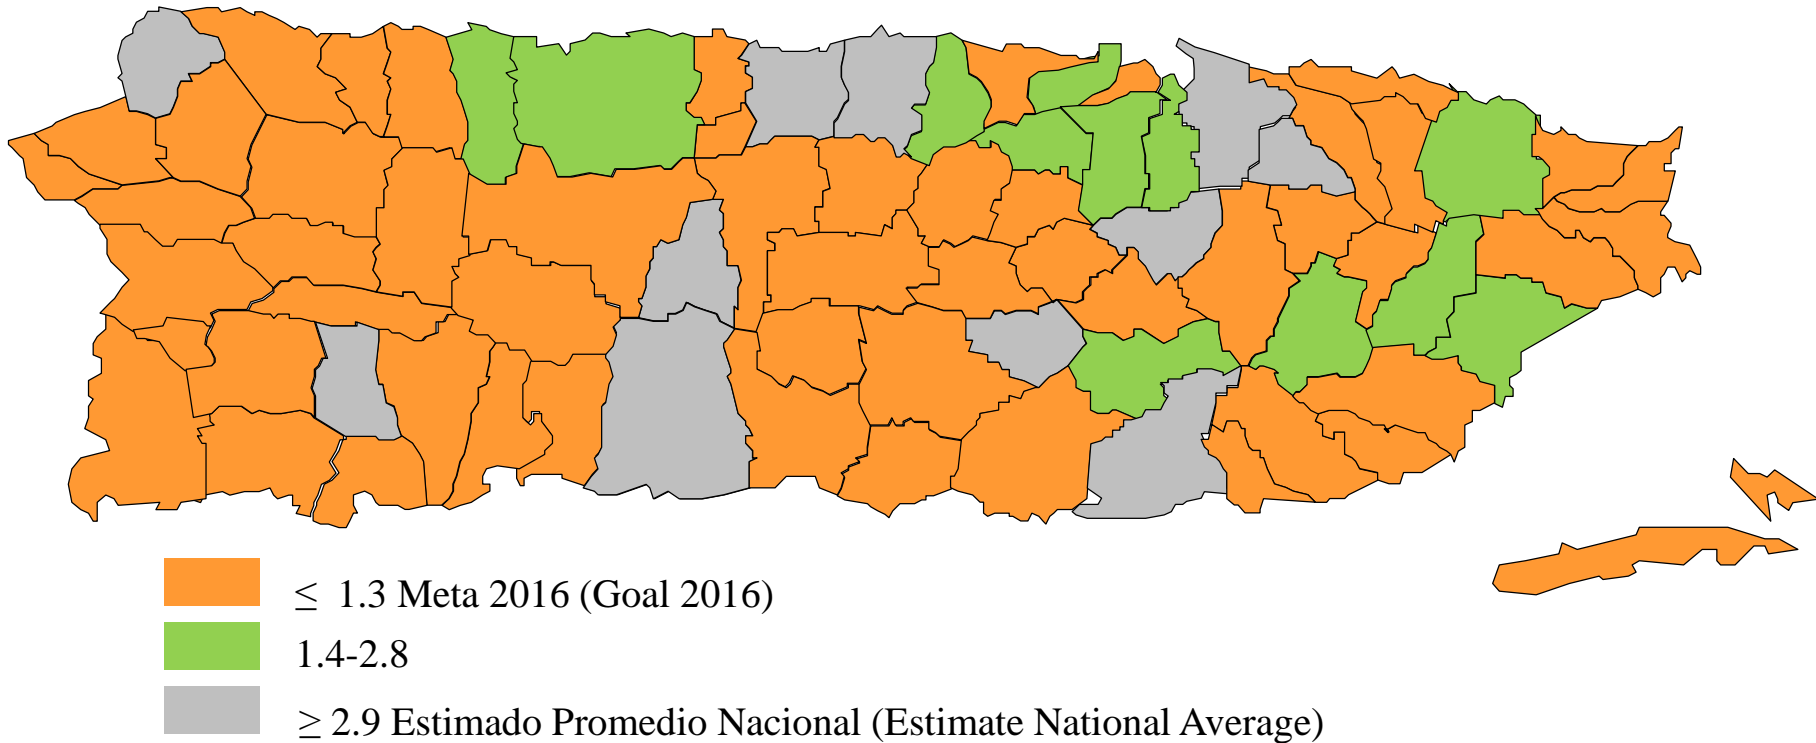 ≤ 1.3 Meta 2016 (Goal 2016)
1.4-2.8
≥ 2.9 Estimado Promedio Nacional (Estimate National Average)